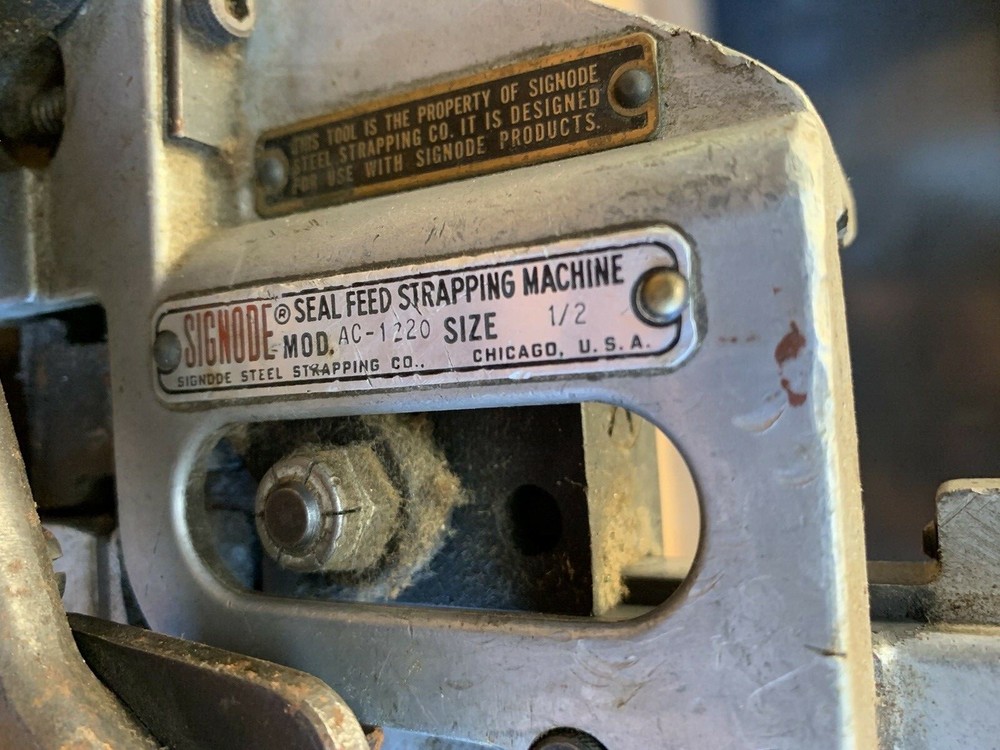 THIS TOOL IS THE PROPERTY OF SIGNODE
STEEL STRAPPING CO. IT IS DESIGNED
FOR USE WITH SIGNODE PRODUCTS.
SIGNODE® SEAL FEED STRAPPING MACHINE
MOD. AC-1220 SIZE 1/2
SIGNODE STEEL STRAPPING CO., CHICAGO, U.S.A.